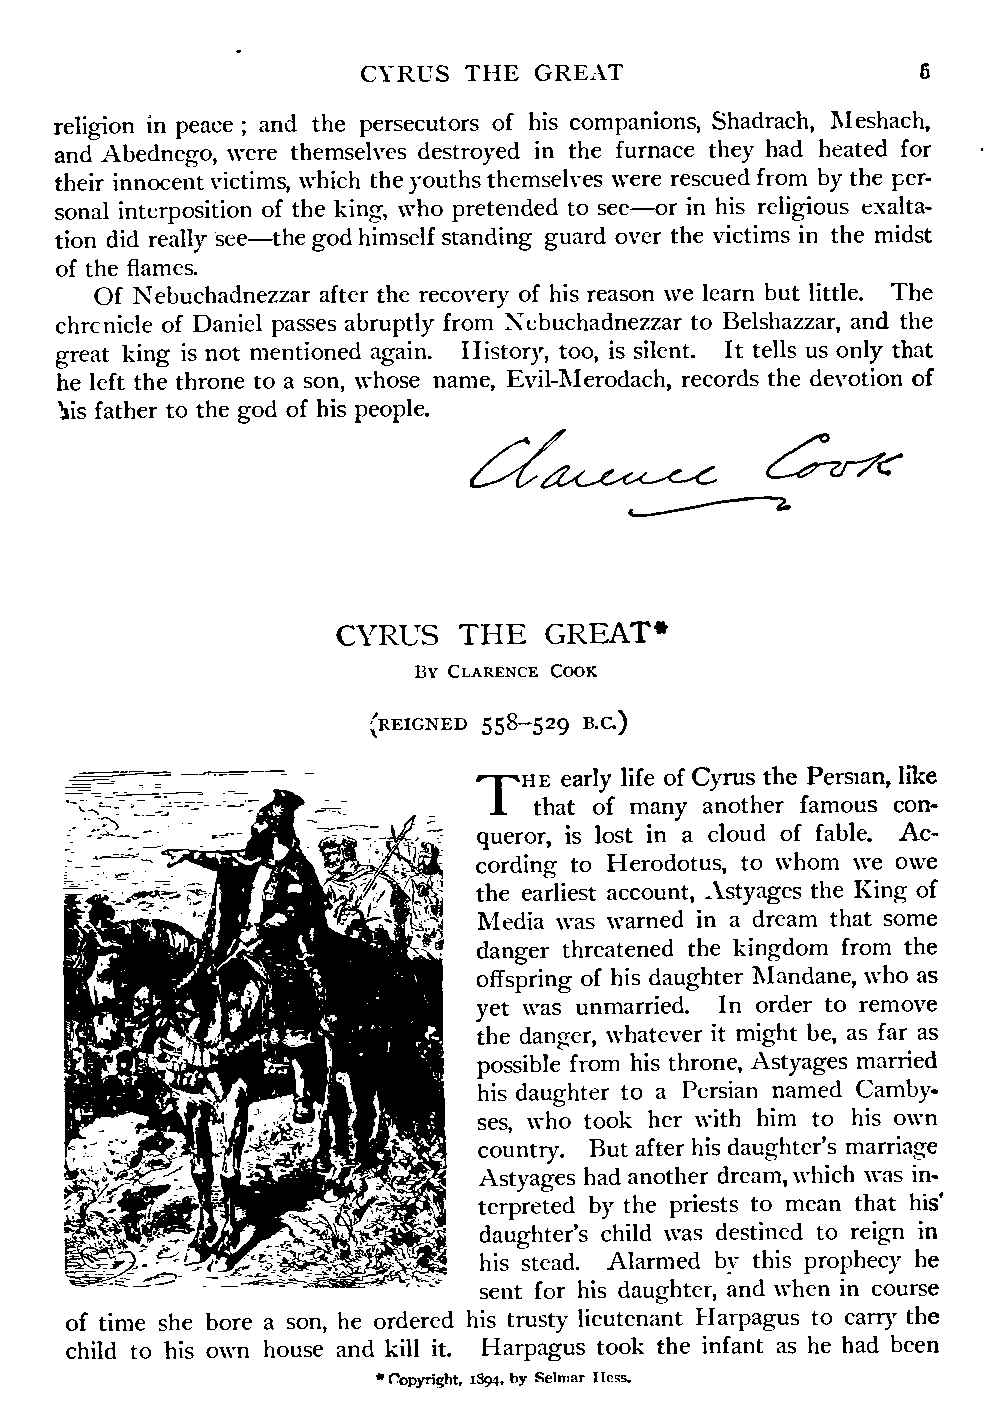 CYRUS THE GREAT 5
religion in peace ; and the persecutors of his companions, Shadrach, Meshach,
and Abednego, were themselves destroyed in the furnace they had heated for
their innocent victims, which the youths themselves were rescued from by the per-
sonal interposition of the king, who pretended to see—or in his religious exalta-
tion did really see—the god himself standing guard over the victims in the midst
of the flames.
Of Nebuchadnezzar after the recovery of his reason we learn but little. The
chronicle of Daniel passes abruptly from Nebuchadnezzar to Belshazzar, and the
great king is not mentioned again. History, too, is silent. It tells us only that
he left the throne to a son, whose name, Evil-Merodach, records the devotion of
his father to the god of his people.
Clarence Cook
CYRUS THE GREAT*
BY CLARENCE COOK
(REIGNED 558–529 B.C.)
THE early life of Cyrus the Persian, like
that of many another famous con-
queror, is lost in a cloud of fable. Ac-
cording to Herodotus, to whom we owe
the earliest account, Astyages the King of
Media was warned in a dream that some
danger threatened the kingdom from the
offspring of his daughter Mandane, who as
yet was unmarried. In order to remove
the danger, whatever it might be, as far as
possible from his throne, Astyages married
his daughter to a Persian named Camby-
ses, who took her with him to his own
country. But after his daughter's marriage
Astyages had another dream, which was in-
terpreted by the priests to mean that his
daughter's child was destined to reign in
his stead. Alarmed by this prophecy he
sent for his daughter, and when in course
of time she bore a son, he ordered his trusty lieutenant Harpagus to carry the
child to his own house and kill it. Harpagus took the infant as he had been
* Copyright, 1894, by Selmar Hess.